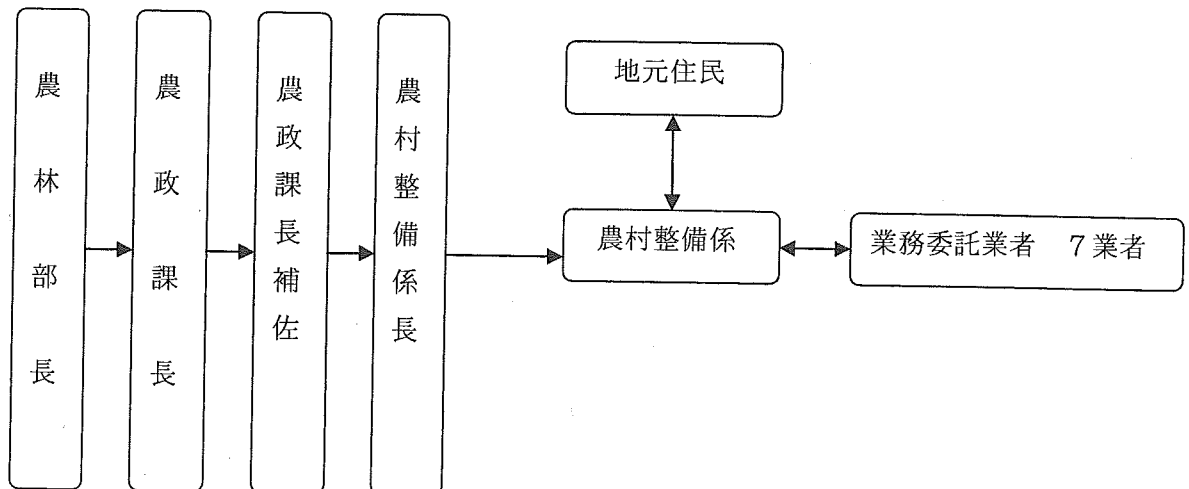 農林部長
農政課長
農政課長補佐
農村整備係長
地元住民
農村整備係
業務委託業者　７業者